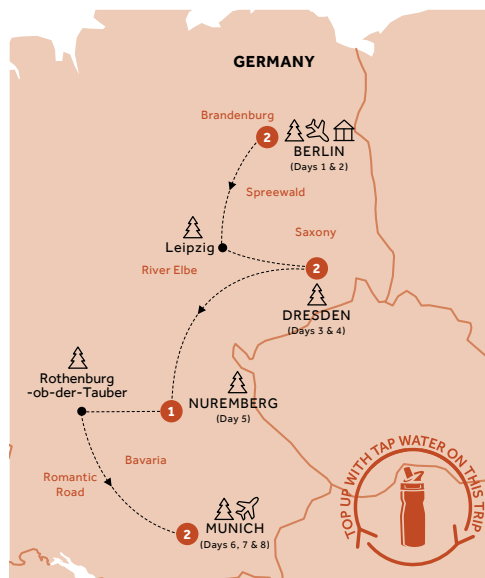 GERMANY
Brandenburg
2
BERLIN
(Days 1 & 2)
Spreewald
Saxony
Leipzig
River Elbe
2
DRESDEN
(Days 3 & 4)
Rothenburg
-ob-der-Tauber
1
NUREMBERG
(Day 5)
Bavaria
Romantic
Road
2
MUNICH
(Days 6, 7 & 8)
TOP UP WITH TAP WATER ON THIS TRIP